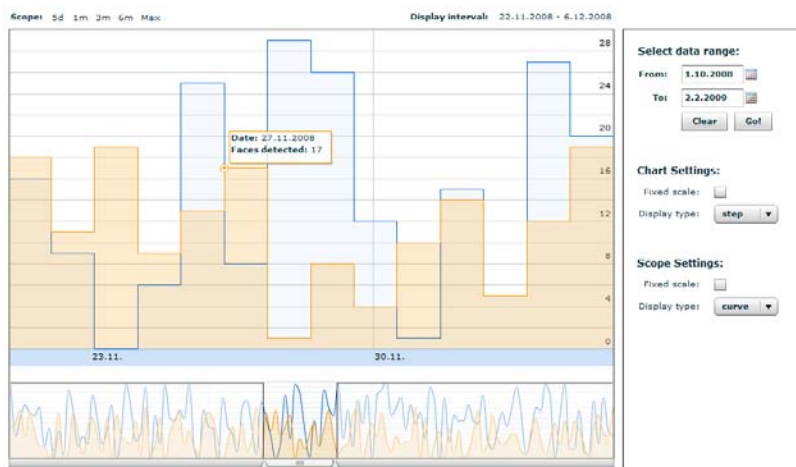 Scope: 5d 1m 3m 6m Max
Display interval: 22.11.2008 - 6.12.2008
28
24
20
16
12
8
4
0
Date: 27.11.2008
Faces detected: 17
23.11.
30.11.
Select data range:
From: 1.10.2008
To: 2.2.2009
Clear Go!
Chart Settings:
Fixed scale:
Display type: step
Scope Settings:
Fixed scale:
Display type: curve